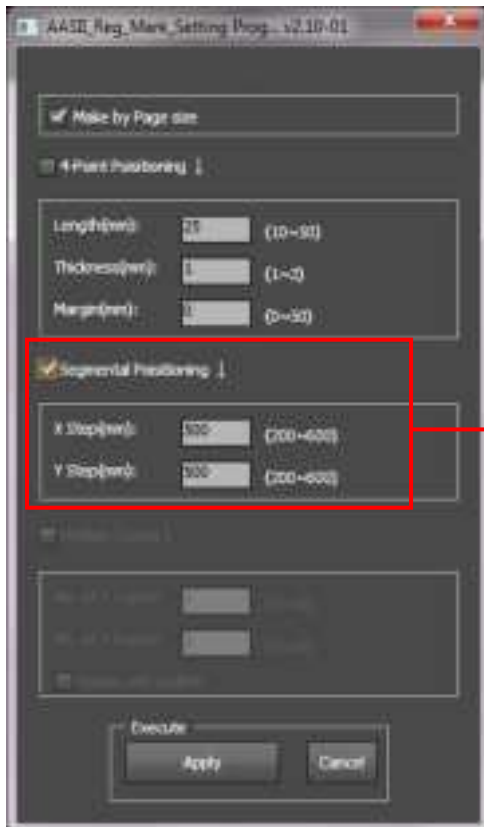 AASII_Reg_Mark_Setting Prog... v2.10-01
Make by Page size
4-Point Positioning
Length(mm): 25 (10~50)
Thickness(mm): 1 (1~2)
Margin(mm): (0~50)
Segmental Positioning
X Step(mm): 500 (200~600)
Y Step(mm): 500 (200~600)
Execute
Apply Cancel